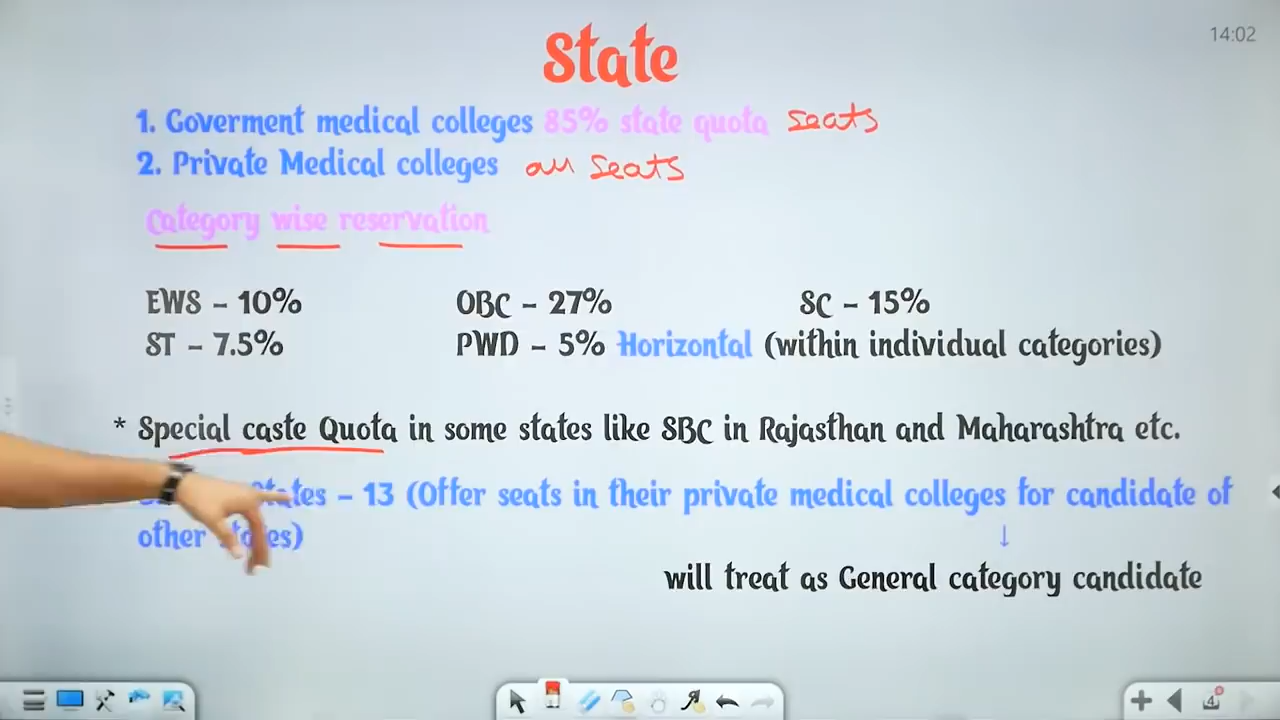 State
14:02
1. Goverment medical colleges 85% state quota seats
2. Private Medical colleges all seats
Category wise reservation
EWS - 10% OBC - 27% SC - 15%
ST - 7.5% PWD - 5% Horizontal (within individual categories)
* Special caste Quota in some states like SBC in Rajasthan and Maharashtra etc.
- 13 (Offer seats in their private medical colleges for candidate of
other
↓
will treat as General category candidate
4